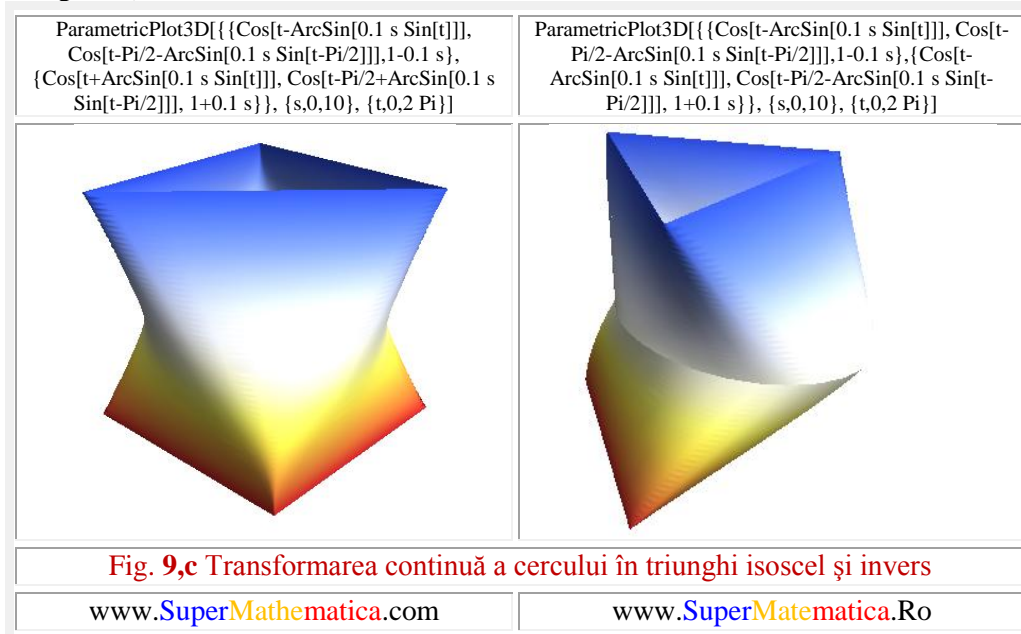 ParametricPlot3D[{{Cos[t-ArcSin[0.1 s Sin[t]]],
Cos[t-Pi/2-ArcSin[0.1 s Sin[t-Pi/2]]],1-0.1 s},
{Cos[t+ArcSin[0.1 s Sin[t]]], Cos[t-Pi/2+ArcSin[0.1 s
Sin[t-Pi/2]]], 1+0.1 s}}, {s,0,10}, {t,0,2 Pi}]
ParametricPlot3D[{{Cos[t-ArcSin[0.1 s Sin[t]]], Cos[t-
Pi/2-ArcSin[0.1 s Sin[t-Pi/2]]],1-0.1 s},{Cos[t-
ArcSin[0.1 s Sin[t]]], Cos[t-Pi/2-ArcSin[0.1 s Sin[t-
Pi/2]]], 1+0.1 s}}, {s,0,10}, {t,0,2 Pi}]
Fig. 9,c Transformarea continuă a cercului în triunghi isoscel şi invers
www.SuperMathematica.com
www.SuperMatematica.Ro